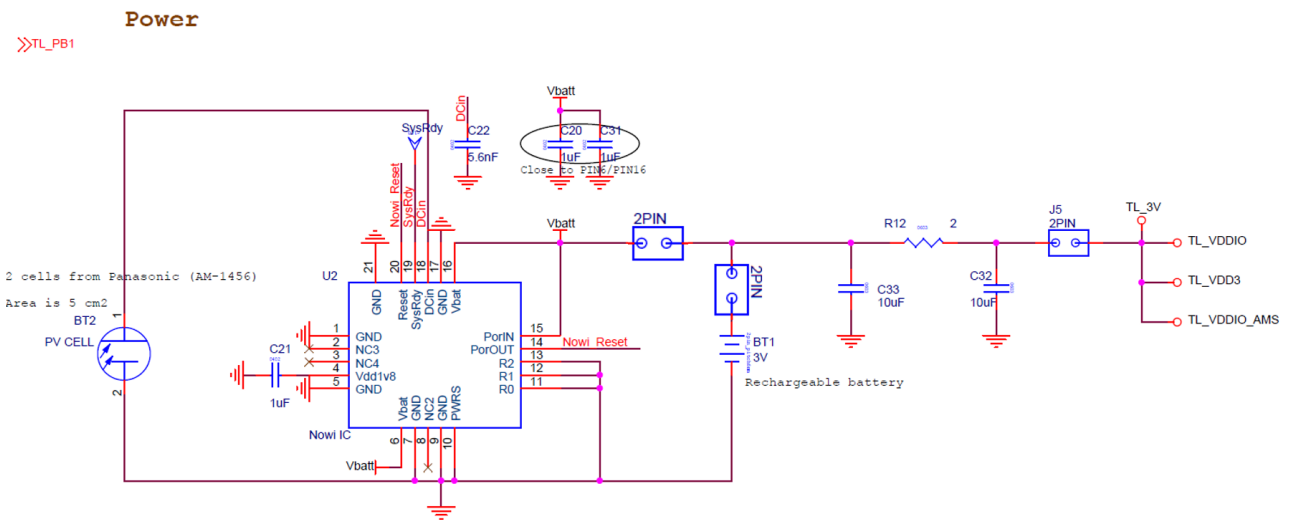 Power
TL_PB1
Vbatt
DCin
SysRdy
C22
5.6nF
C20
1uF
C31
1uF
Close to PIN6/PIN16
Nowi_Reset
SysRdy
DCin
Vbatt
2PIN
R12
2
J5
2PIN
TL_3V
TL_VDDIO
TL_VDD3
TL_VDDIO_AMS
2 cells from Panasonic (AM-1456)
Area is 5 cm2
BT2
PV CELL
1
2
U2
21
20
19
18
17
16
GND
Reset
SysRdy
DCin
GND
Vbat
1
2
3
4
5
GND
NC3
NC4
Vdd1v8
GND
PorIN
PorOUT
R2
R1
R0
15
14
13
12
11
Nowi_Reset
C21
1uF
Vbat
GND
NC2
GND
PWRS
6
7
8
9
10
Nowi IC
Vbatt
2PIN
BT1
3V
Rechargeable battery
C33
10uF
C32
10uF